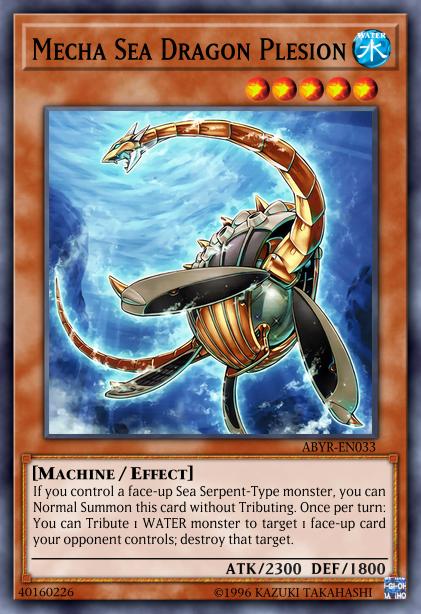 MECHA SEA DRAGON PLESION
WATER
水
ABYR-EN033
[MACHINE / EFFECT]
If you control a face-up Sea Serpent-Type monster, you can
Normal Summon this card without Tributing. Once per turn:
You can Tribute 1 WATER monster to target 1 face-up card
your opponent controls; destroy that target.
ATK/2300 DEF/1800
40160226
©1996 KAZUKI TAKAHASHI